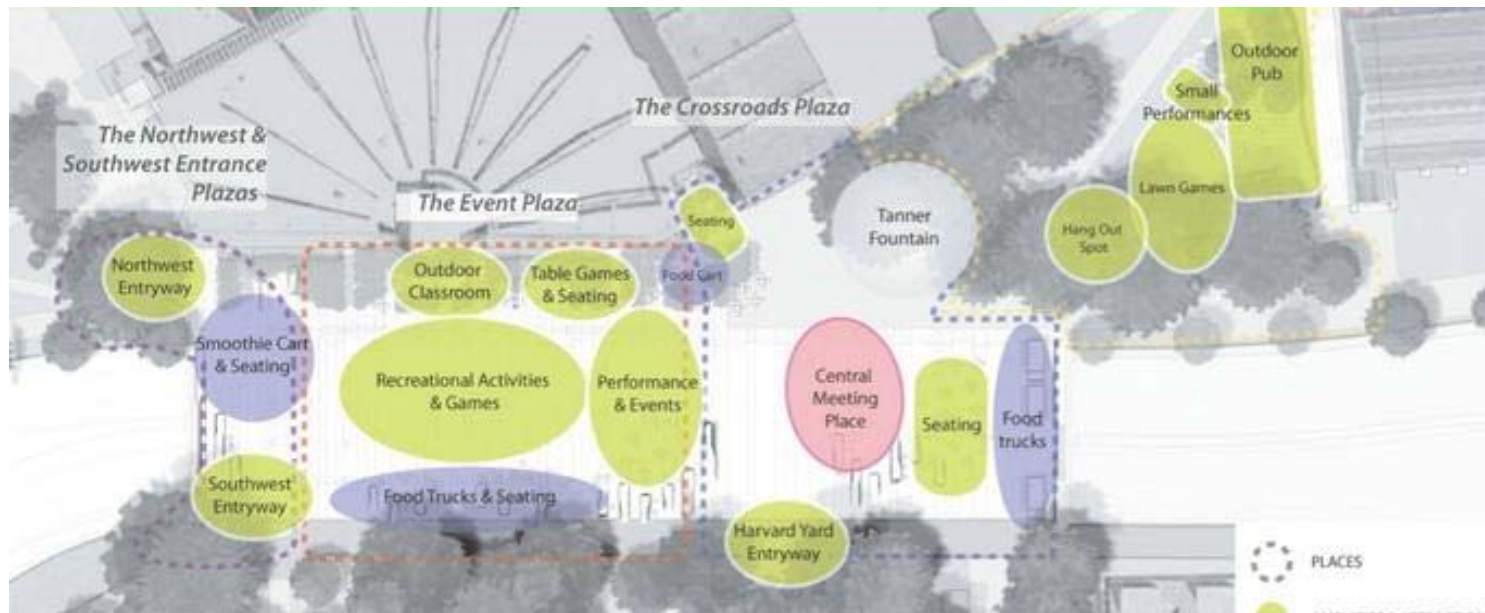 The Northwest &
Southwest Entrance
Plazas
The Event Plaza
The Crossroads Plaza
Outdoor
Pub
Small
Performances
Lawn Games
Hang Out
Spot
Tanner
Fountain
Seating
Food Cart
Northwest
Entryway
Outdoor
Classroom
Table Games
& Seating
Smoothie Cart
& Seating
Recreational Activities
& Games
Performance
& Events
Central
Meeting
Place
Seating
Food
trucks
Southwest
Entryway
Food Trucks & Seating
Harvard Yard
Entryway
PLACES